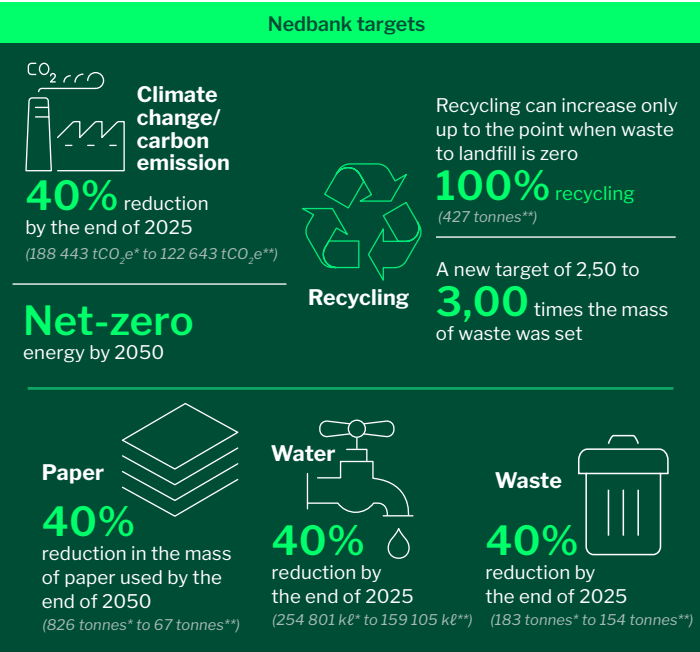 Nedbank targets
CO₂
Climate
change/
carbon
emission
40% reduction
by the end of 2025
(188 443 tCO₂e* to 122 643 tCO₂e**)
Net-zero
energy by 2050
Recycling
Recycling can increase only
up to the point when waste
to landfill is zero
100% recycling
(427 tonnes**)
A new target of 2,50 to
3,00 times the mass
of waste was set
Paper
40%
reduction in the mass
of paper used by the
end of 2050
(826 tonnes* to 67 tonnes**)
Water
40%
reduction by
the end of 2025
(254 801 kℓ* to 159 105 kℓ**)
Waste
40%
reduction by
the end of 2025
(183 tonnes* to 154 tonnes**)